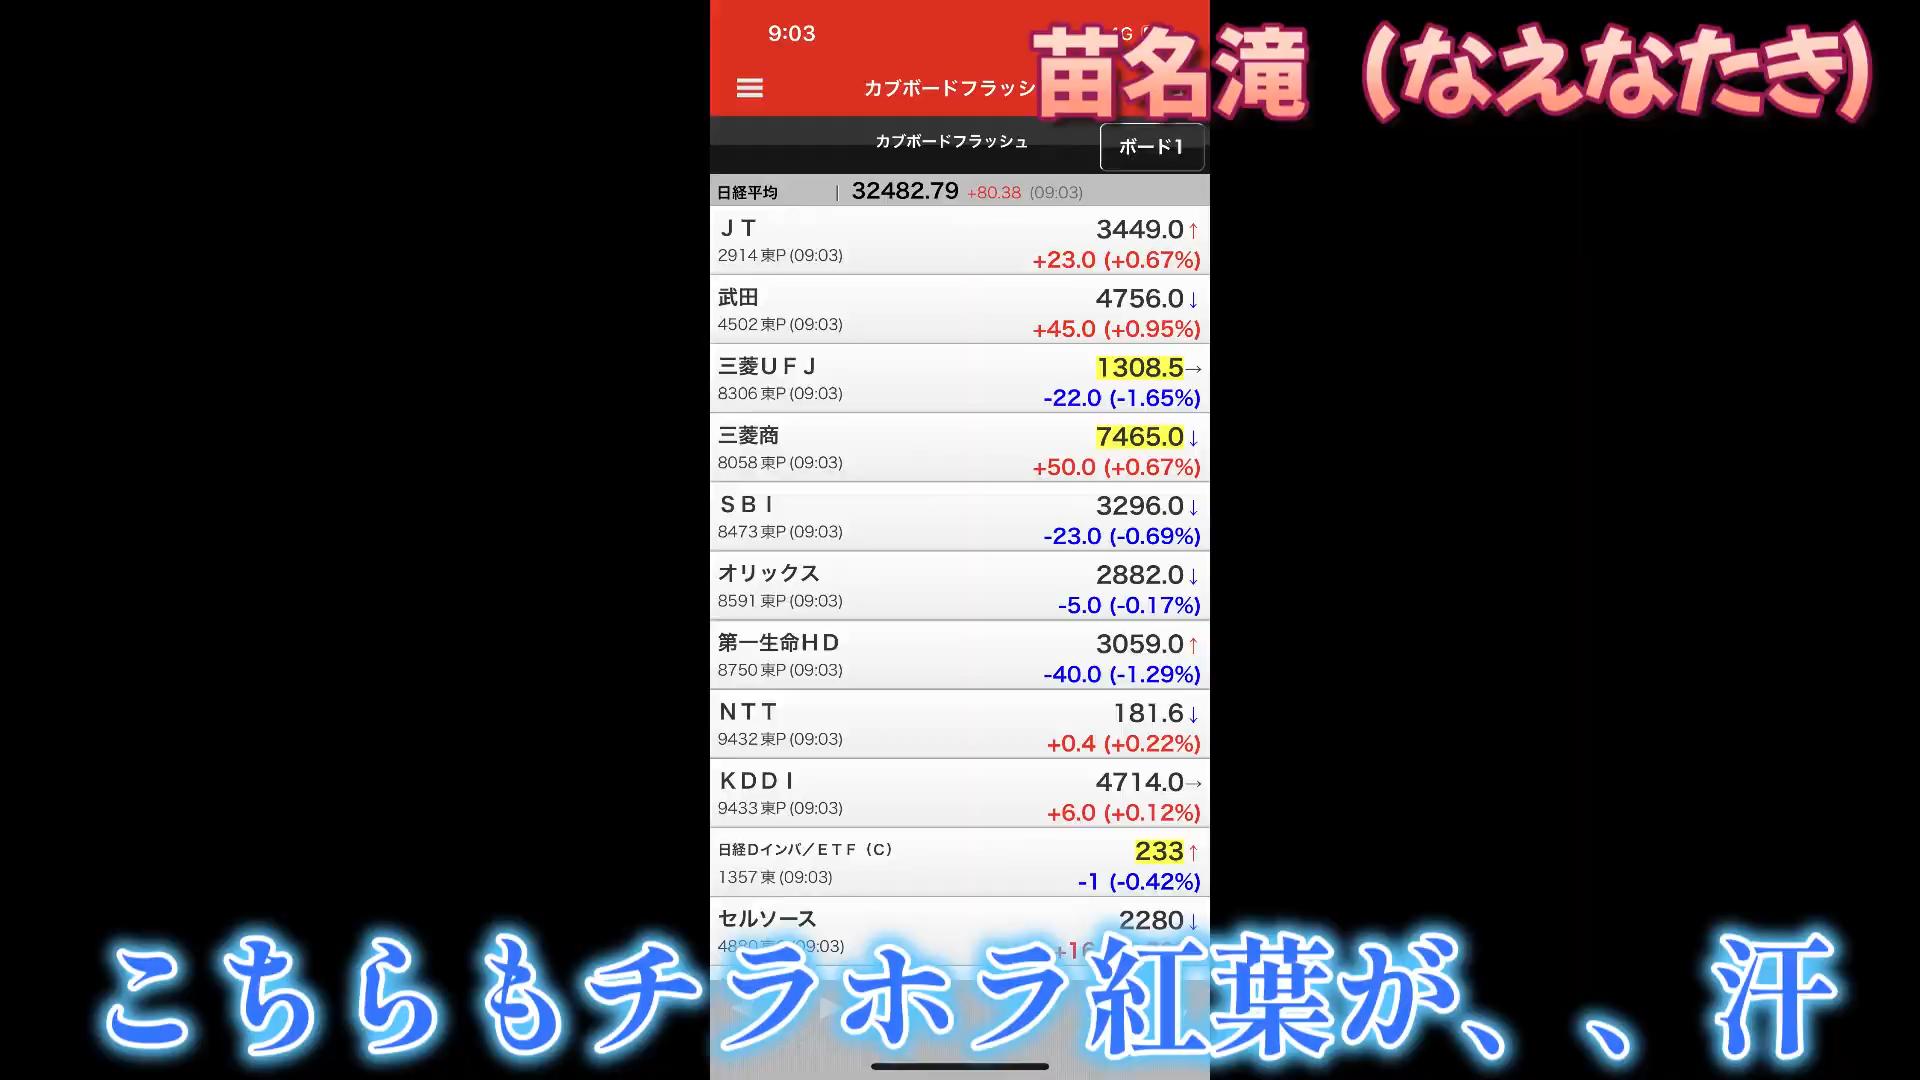 9:03
4G
苗名滝（なえなたき）
カブボードフラッシ
カブボードフラッシュ
ボード1
日経平均 | 32482.79 +80.38 (09:03)
ＪＴ 3449.0↑
2914 東P (09:03) +23.0 (+0.67%)
武田 4756.0↓
4502 東P (09:03) +45.0 (+0.95%)
三菱ＵＦＪ 1308.5→
8306 東P (09:03) -22.0 (-1.65%)
三菱商 7465.0↓
8058 東P (09:03) +50.0 (+0.67%)
ＳＢＩ 3296.0↓
8473 東P (09:03) -23.0 (-0.69%)
オリックス 2882.0↓
8591 東P (09:03) -5.0 (-0.17%)
第一生命ＨＤ 3059.0↑
8750 東P (09:03) -40.0 (-1.29%)
ＮＴＴ 181.6↓
9432 東P (09:03) +0.4 (+0.22%)
ＫＤＤＩ 4714.0→
9433 東P (09:03) +6.0 (+0.12%)
日経Dインバ／ＥＴＦ（C） 233↑
1357 東 (09:03) -1 (-0.42%)
セルソース 2280↓
こちらもチラホラ紅葉が、、汗